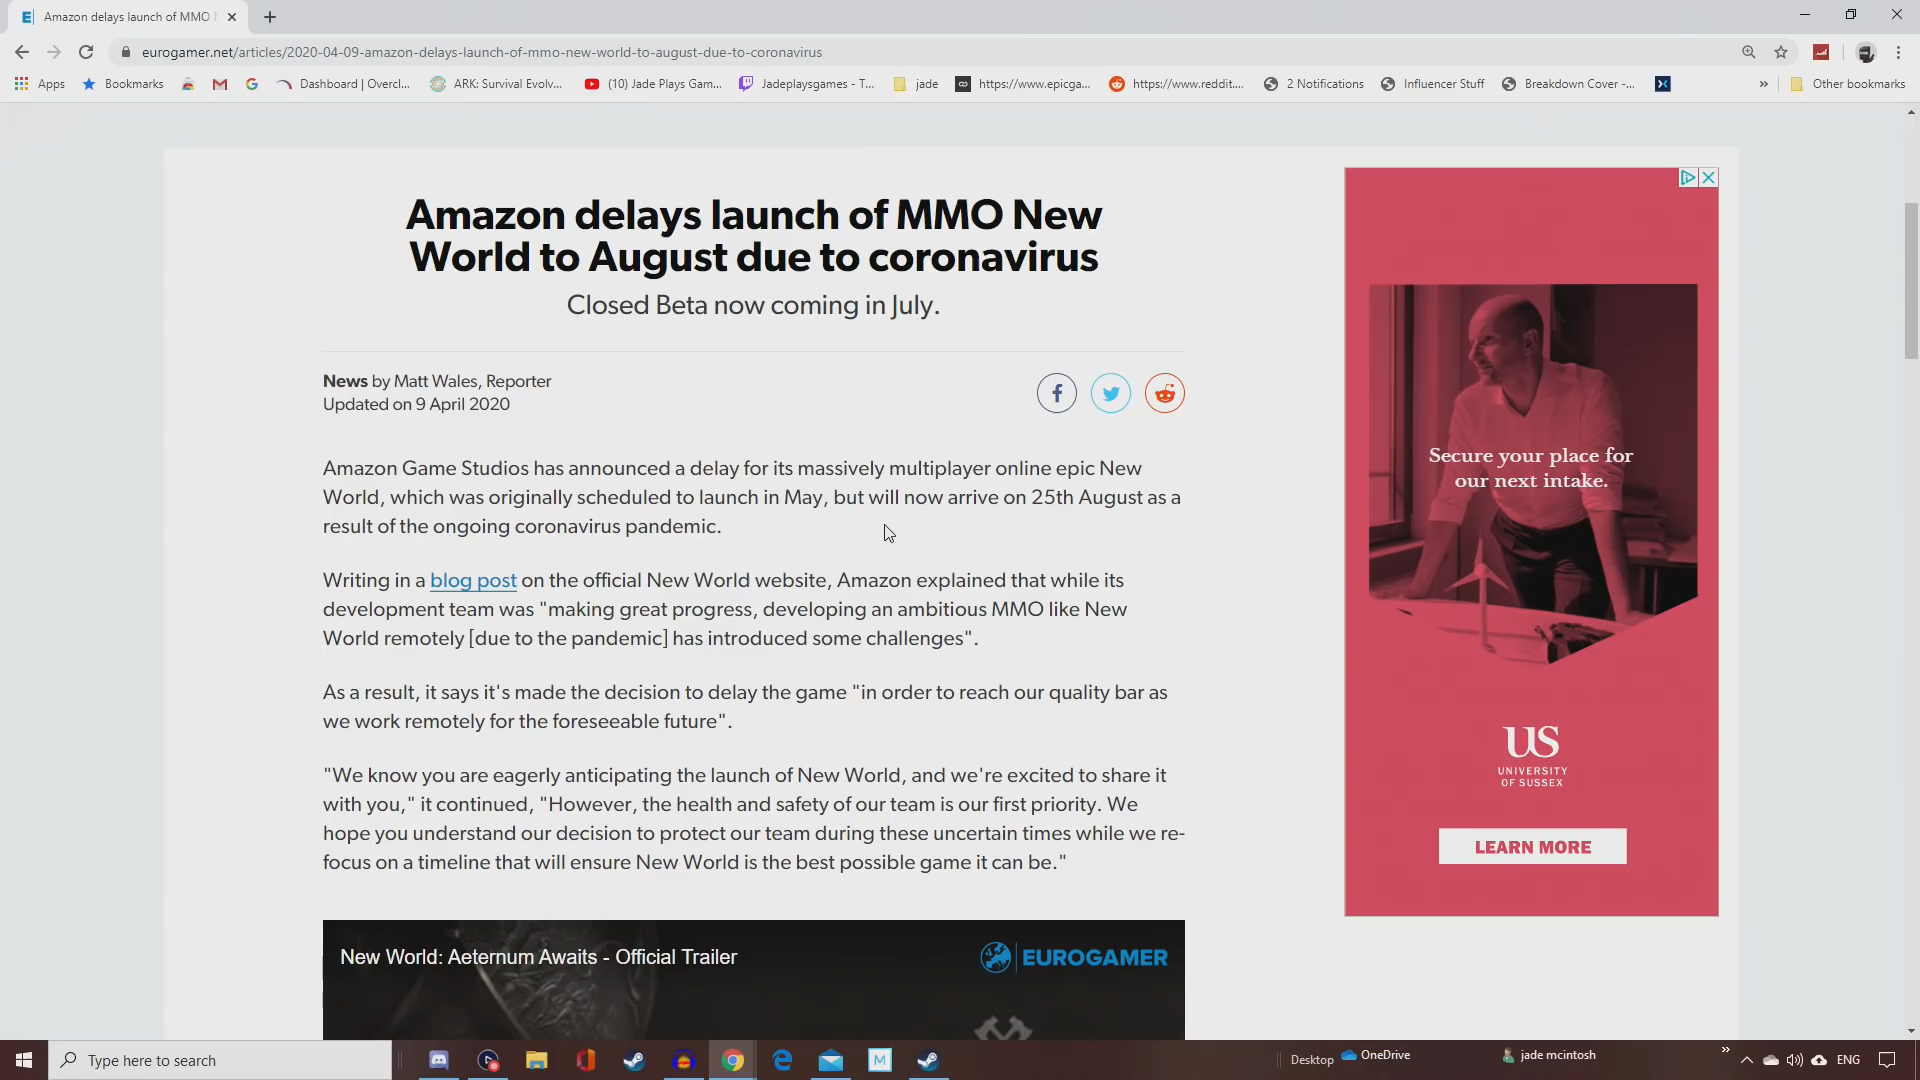 Amazon delays launch of MMO N
eurogamer.net/articles/2020-04-09-amazon-delays-launch-of-mmo-new-world-to-august-due-to-coronavirus
Apps
Bookmarks
Dashboard | Overcl...
ARK: Survival Evolv...
(10) Jade Plays Gam...
Jadeplaysgames - T...
jade
https://www.epicga...
https://www.reddit....
2 Notifications
Influencer Stuff
Breakdown Cover -...
Other bookmarks
Amazon delays launch of MMO New
World to August due to coronavirus
Closed Beta now coming in July.
News by Matt Wales, Reporter
Updated on 9 April 2020
Amazon Game Studios has announced a delay for its massively multiplayer online epic New
World, which was originally scheduled to launch in May, but will now arrive on 25th August as a
result of the ongoing coronavirus pandemic.
Writing in a blog post on the official New World website, Amazon explained that while its
development team was "making great progress, developing an ambitious MMO like New
World remotely [due to the pandemic] has introduced some challenges".
As a result, it says it's made the decision to delay the game "in order to reach our quality bar as
we work remotely for the foreseeable future".
"We know you are eagerly anticipating the launch of New World, and we're excited to share it
with you," it continued, "However, the health and safety of our team is our first priority. We
hope you understand our decision to protect our team during these uncertain times while we re-
focus on a timeline that will ensure New World is the best possible game it can be."
New World: Aeternum Awaits - Official Trailer
EUROGAMER
Secure your place for
our next intake.
US
UNIVERSITY
OF SUSSEX
LEARN MORE
Type here to search
Desktop
OneDrive
jade mcintosh
ENG